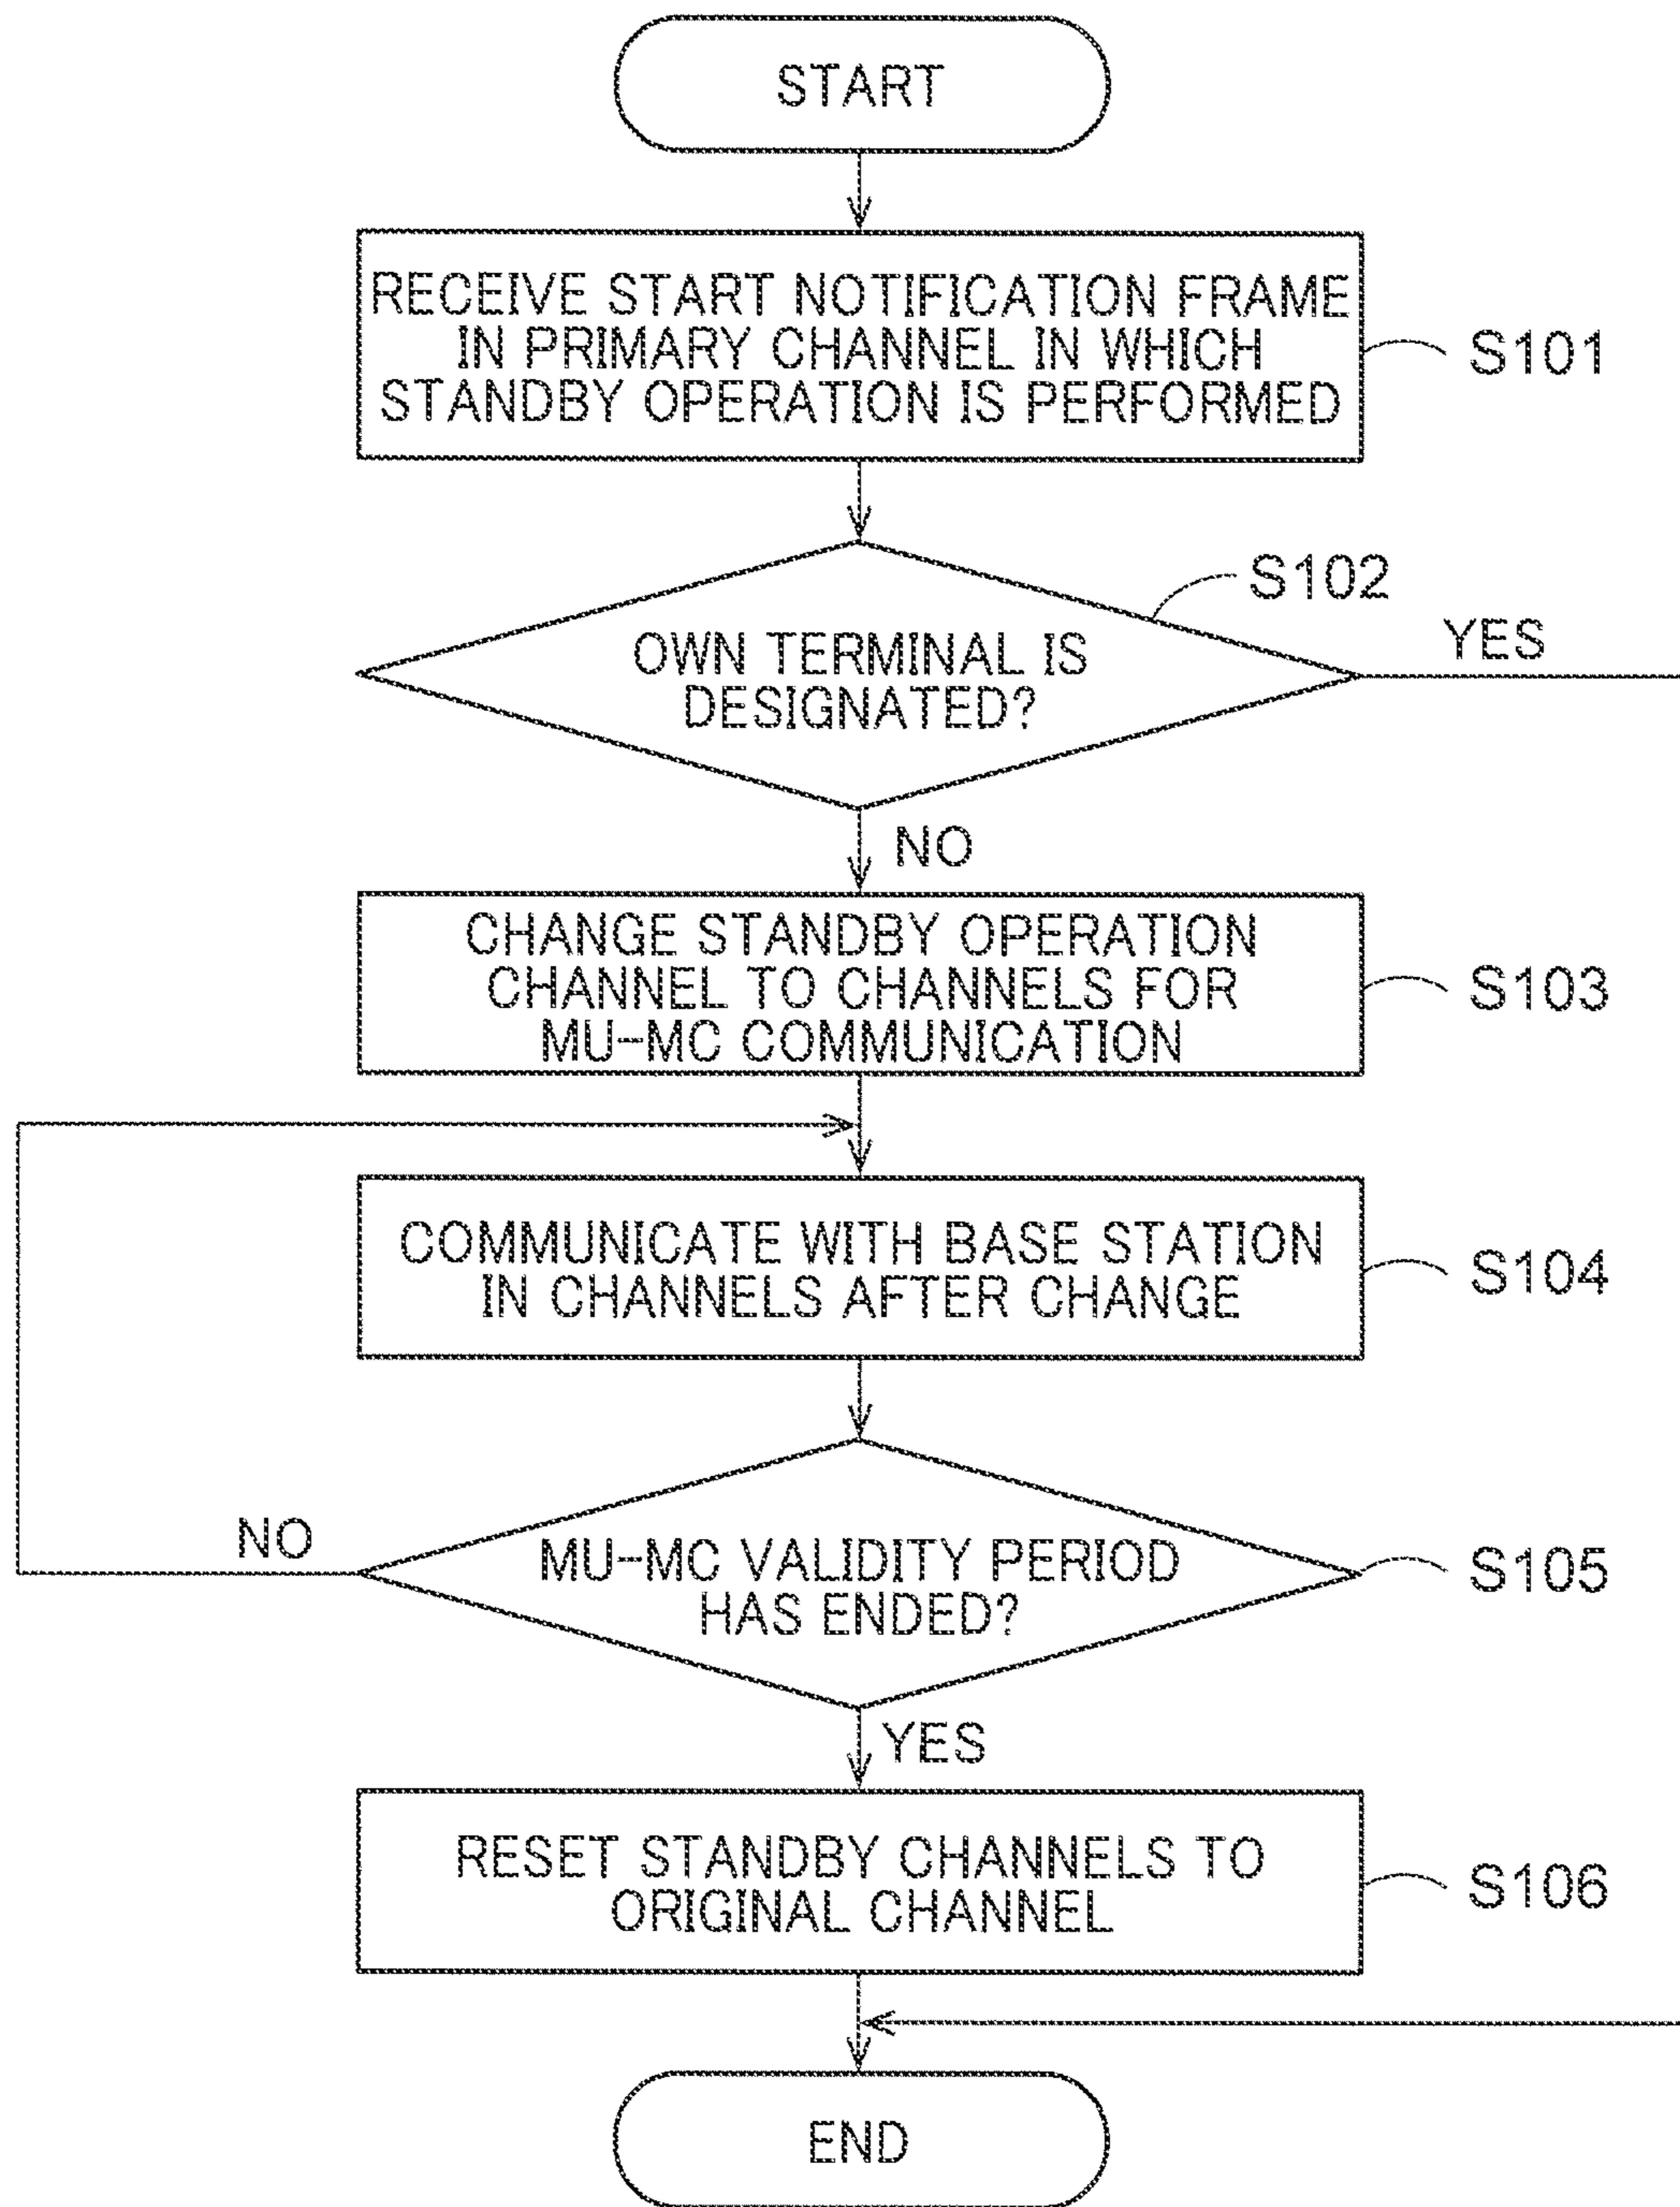 START
RECEIVE START NOTIFICATION FRAME
IN PRIMARY CHANNEL IN WHICH
STANDBY OPERATION IS PERFORMED
S101
S102
OWN TERMINAL IS
DESIGNATED?
YES
NO
CHANGE STANDBY OPERATION
CHANNEL TO CHANNELS FOR
MU-MC COMMUNICATION
S103
COMMUNICATE WITH BASE STATION
IN CHANNELS AFTER CHANGE
S104
NO
MU-MC VALIDITY PERIOD
HAS ENDED?
S105
YES
RESET STANDBY CHANNELS TO
ORIGINAL CHANNEL
S106
END